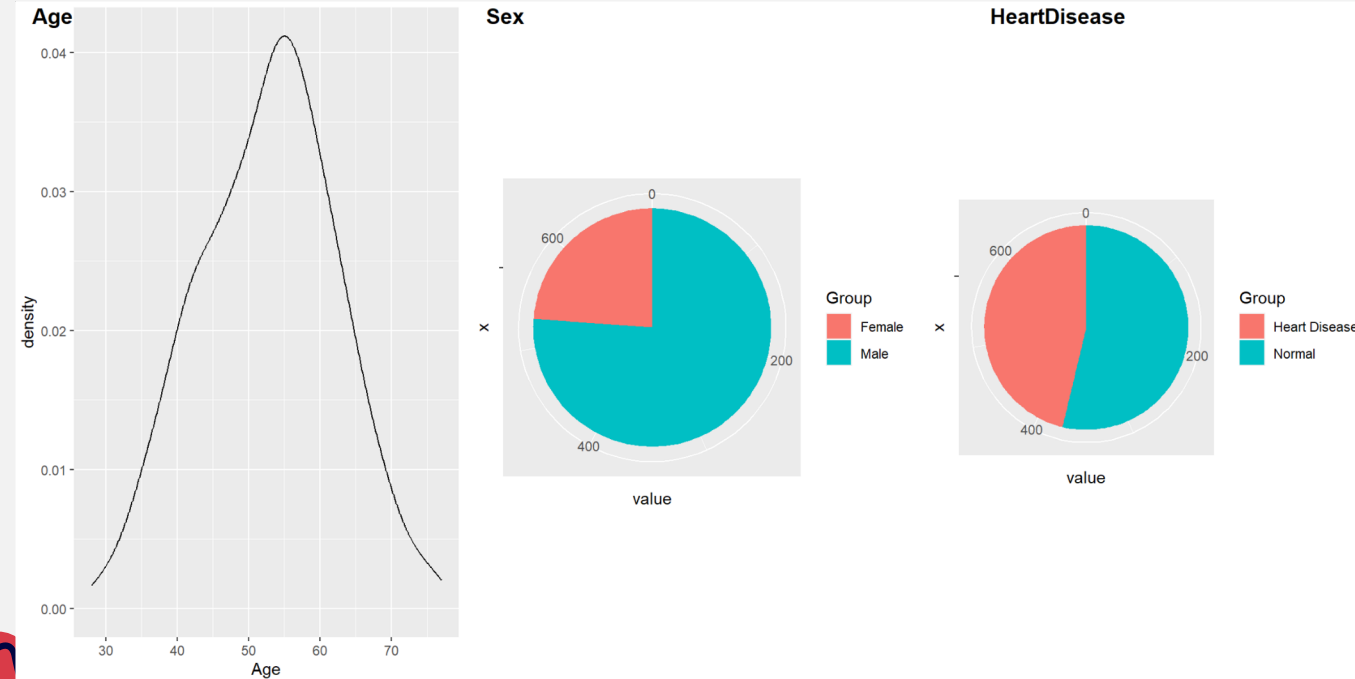 Age
0.04
0.03
0.02
0.01
0.00
density
30 40 50 60 70
Age
Sex
0
600
200
400
x
value
Group
Female
Male
HeartDisease
0
600
200
400
x
value
Group
Heart Disease
Normal